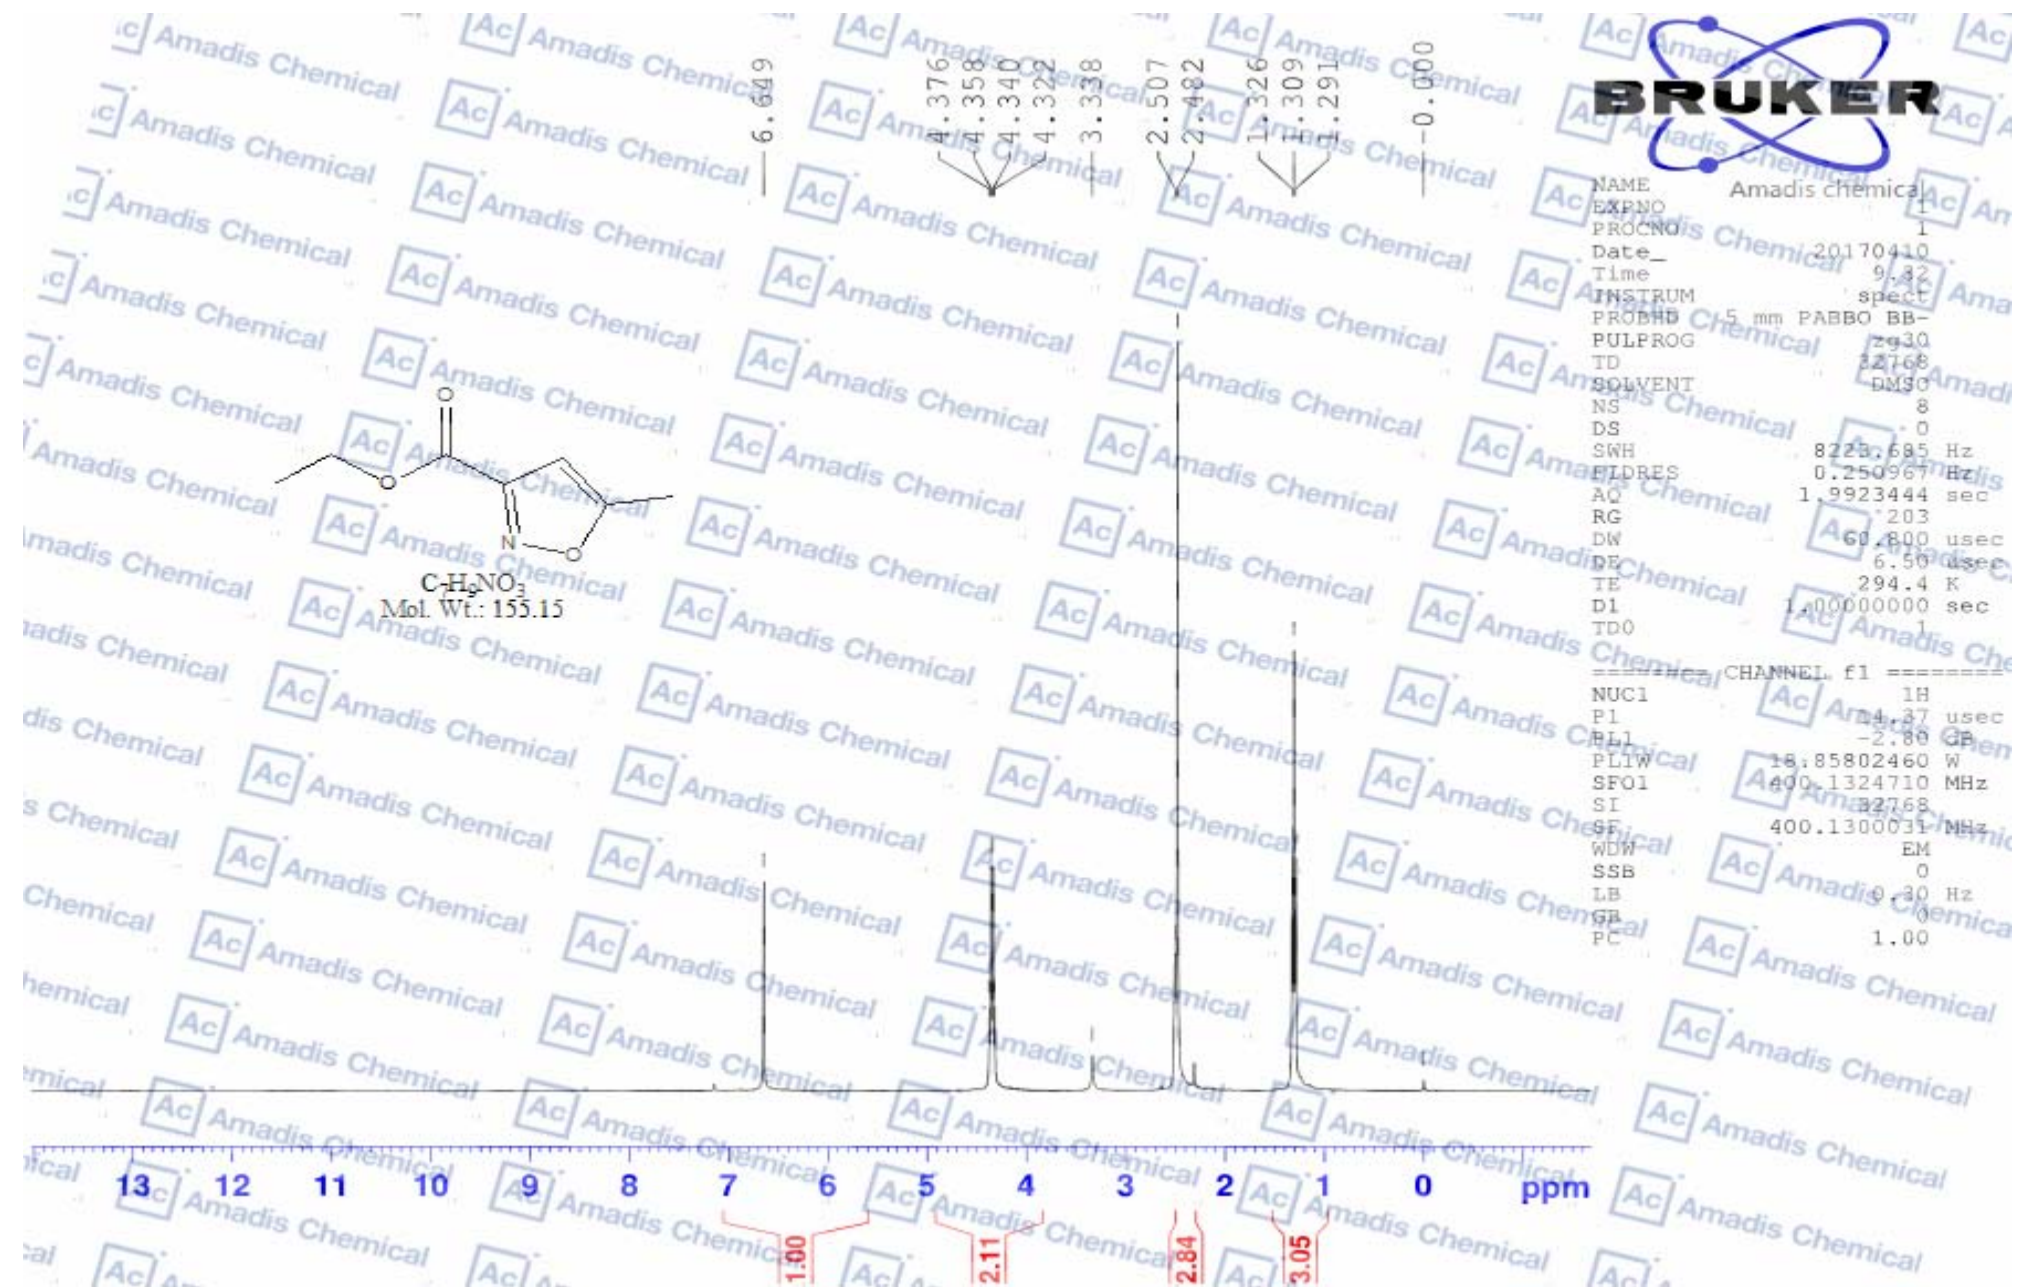 6.649
4.376
4.358
4.340
4.322
3.338
2.507
2.482
1.326
1.309
1.291
-0.000
BRUKER
NAME Amadis chemical
EXPNO 1
PROCNO 1
Date_ 20170410
Time 9.32
INSTRUM spect
PROBHD 5 mm PABBO BB-
PULPROG zg30
TD 32768
SOLVENT DMSO
NS 8
DS 0
SWH 8223.685 Hz
FIDRES 0.250967 Hz
AQ 1.9923444 sec
RG 203
DW 60.800 usec
DE 6.50 usec
TE 294.4 K
D1 1.00000000 sec
TD0 1
======== CHANNEL f1 ========
NUC1 1H
P1 14.37 usec
PL1 -2.80 dB
PL1W 18.85802460 W
SFO1 400.1324710 MHz
SI 32768
SF 400.1300031 MHz
WDW EM
SSB 0
LB 0.30 Hz
GB 0
PC 1.00
O
O
N
O
C7H9NO3
Mol. Wt.: 155.15
13 12 11 10 9 8 7 6 5 4 3 2 1 0 ppm
1.00
2.11
2.84
3.05
Ac Amadis Chemical